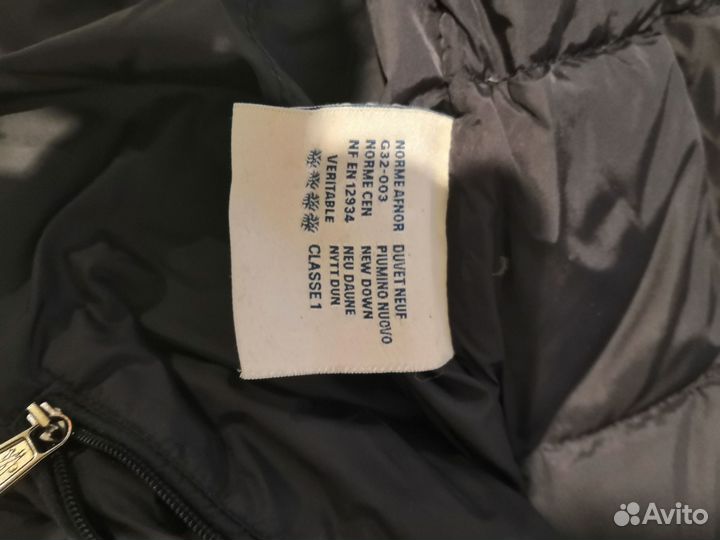 NORME AFNOR
G32-003
NORME CEN
NF EN 12934
VERITABLE
DUVET NEUF
PIUMINO NUOVO
NEW DOWN
NEU DAUNE
NYTT DUN
CLASSE 1
Avito